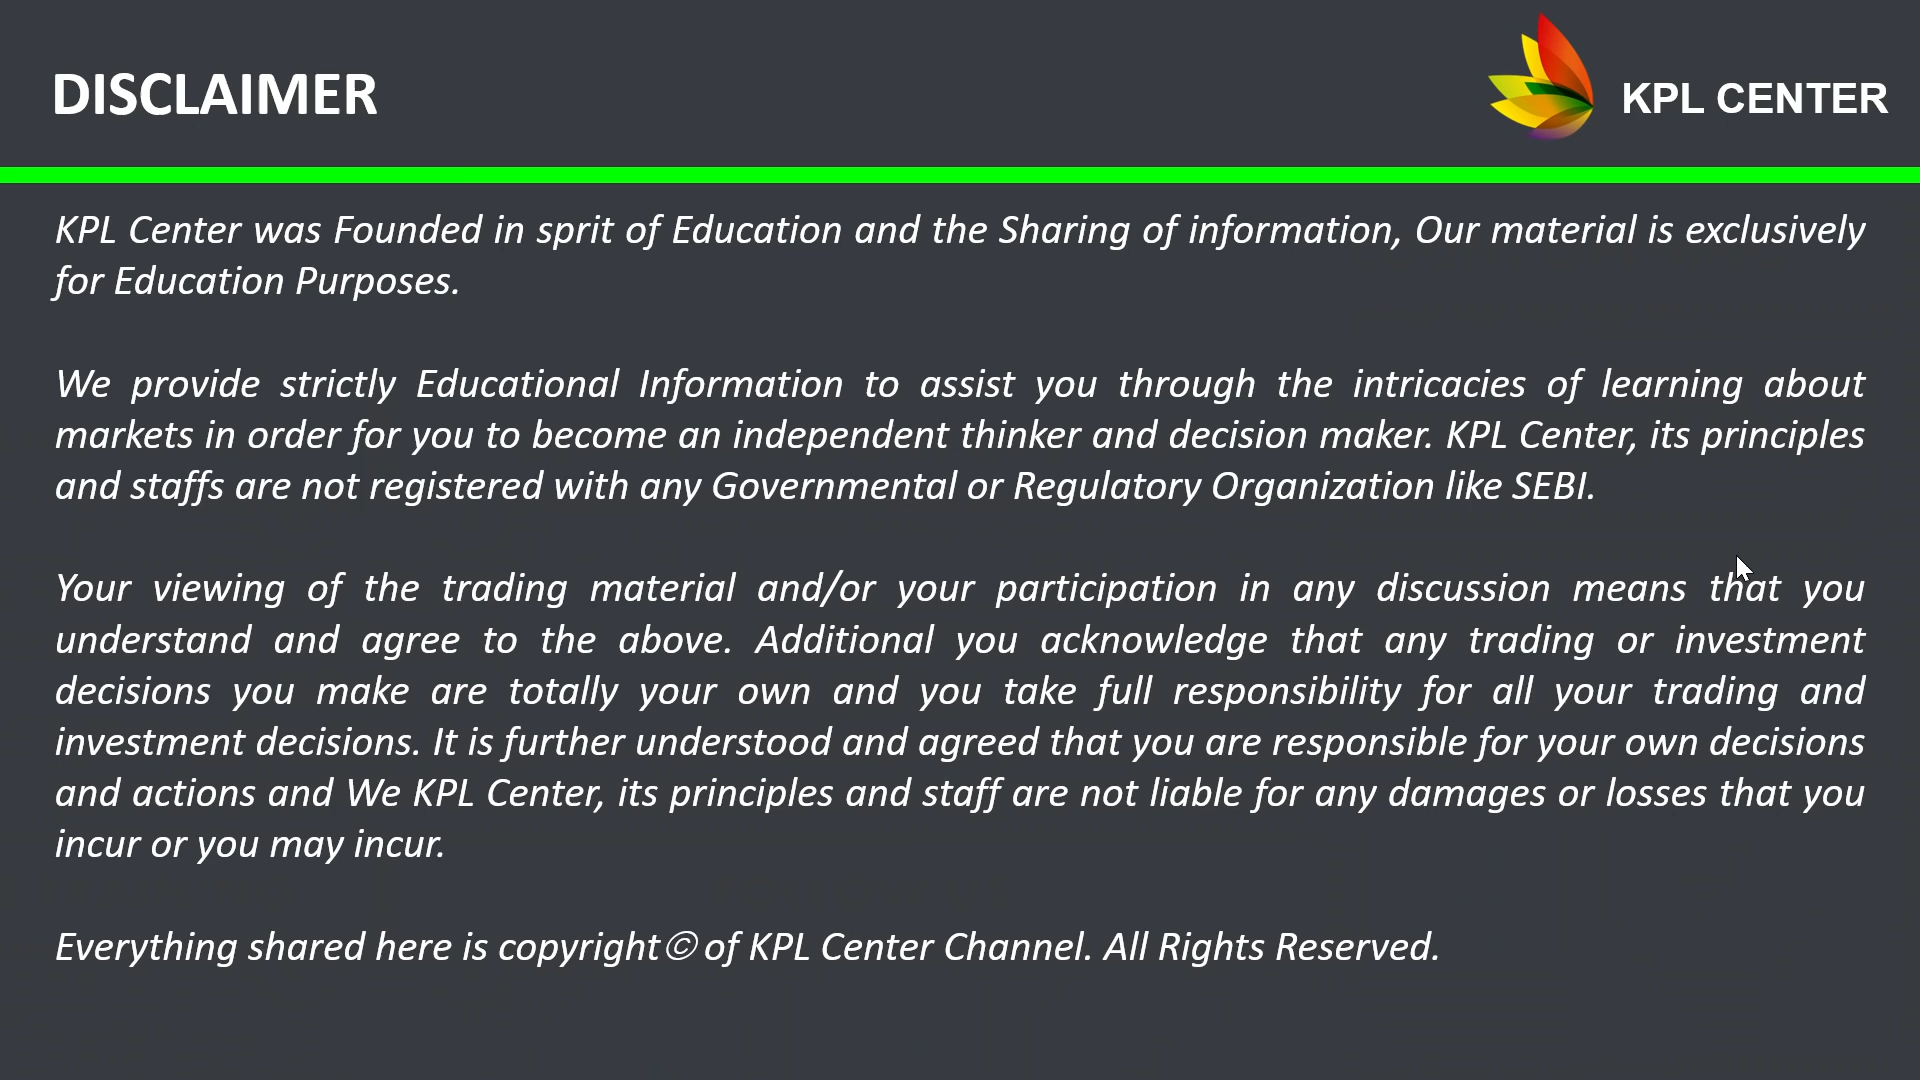 DISCLAIMER
KPL CENTER
KPL Center was Founded in sprit of Education and the Sharing of information, Our material is exclusively
for Education Purposes.
We provide strictly Educational Information to assist you through the intricacies of learning about
markets in order for you to become an independent thinker and decision maker. KPL Center, its principles
and staffs are not registered with any Governmental or Regulatory Organization like SEBI.
Your viewing of the trading material and/or your participation in any discussion means that you
understand and agree to the above. Additional you acknowledge that any trading or investment
decisions you make are totally your own and you take full responsibility for all your trading and
investment decisions. It is further understood and agreed that you are responsible for your own decisions
and actions and We KPL Center, its principles and staff are not liable for any damages or losses that you
incur or you may incur.
Everything shared here is copyright© of KPL Center Channel. All Rights Reserved.